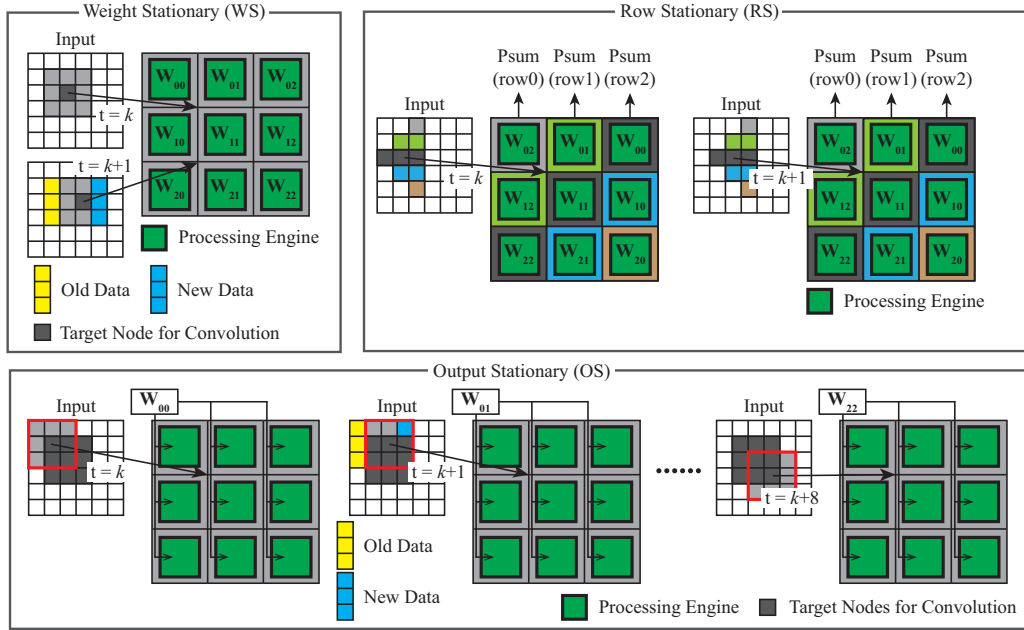 Weight Stationary (WS)
Input
W00 W01 W02
t = k
W10 W11 W12
t = k+1
W20 W21 W22
Processing Engine
Old Data
New Data
Target Node for Convolution
Row Stationary (RS)
Psum (row0) Psum (row1) Psum (row2)
Input
W02 W01 W00
t = k
W12 W11 W10
W22 W21 W20
Psum (row0) Psum (row1) Psum (row2)
Input
W02 W01 W00
t = k+1
W12 W11 W10
W22 W21 W20
Processing Engine
Output Stationary (OS)
Input
W00
t = k
Input
W01
t = k+1
Old Data
New Data
......
W22
t = k+8
Processing Engine
Target Nodes for Convolution